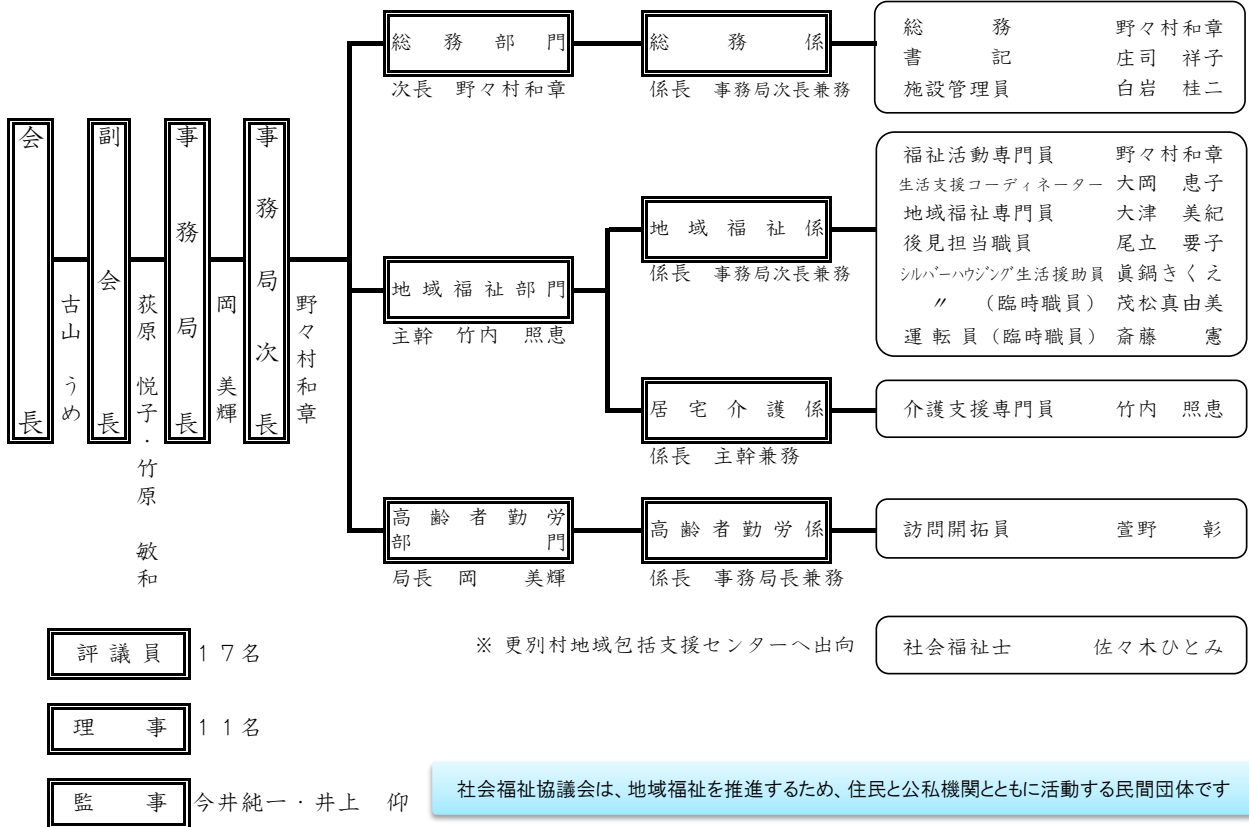 会長
古山 うめ
副会長
荻原 悦子・竹原 敏和
事務局長
岡 美輝
事務局次長
野々村和章
総務部門
次長 野々村和章
総務係
係長 事務局次長兼務
総務 野々村和章
書記 庄司 祥子
施設管理員 白岩 桂二
地域福祉部門
主幹 竹内 照恵
地域福祉係
係長 事務局次長兼務
福祉活動専門員 野々村和章
生活支援コーディネーター 大岡 恵子
地域福祉専門員 大津 美紀
後見担当職員 尾立 要子
シルバーハウジング生活援助員 眞鍋きくえ
〃 (臨時職員) 茂松真由美
運転員(臨時職員) 斎藤 憲
居宅介護係
係長 主幹兼務
介護支援専門員 竹内 照恵
高齢者勤労
部門
局長 岡 美輝
高齢者勤労係
係長 事務局長兼務
訪問開拓員 萱野 彰
※ 更別村地域包括支援センターへ出向
社会福祉士 佐々木ひとみ
評議員 17名
理事 11名
監事 今井純一・井上 仰
社会福祉協議会は、地域福祉を推進するため、住民と公私機関とともに活動する民間団体です